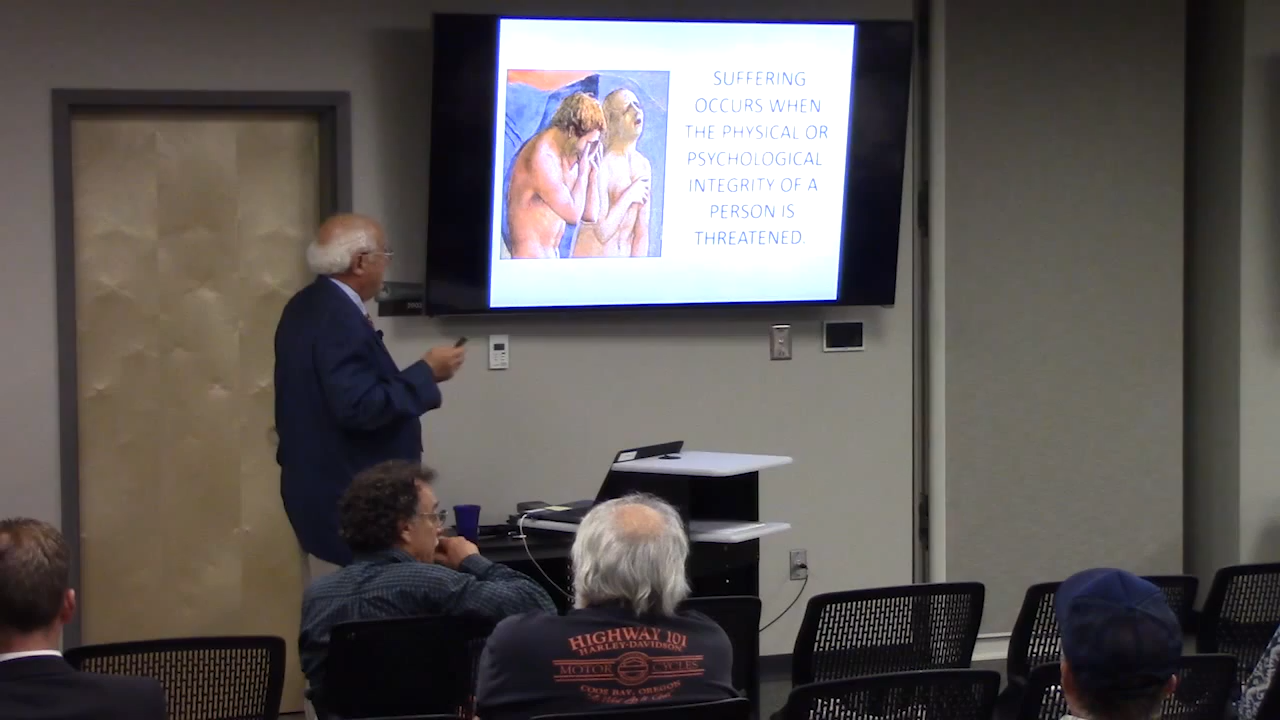 SUFFERING
OCCURS WHEN
THE PHYSICAL OR
PSYCHOLOGICAL
INTEGRITY OF A
PERSON IS
THREATENED.
HIGHWAY 101
HARLEY-DAVIDSON
MOTOR CYCLES
COOS BAY, OREGON